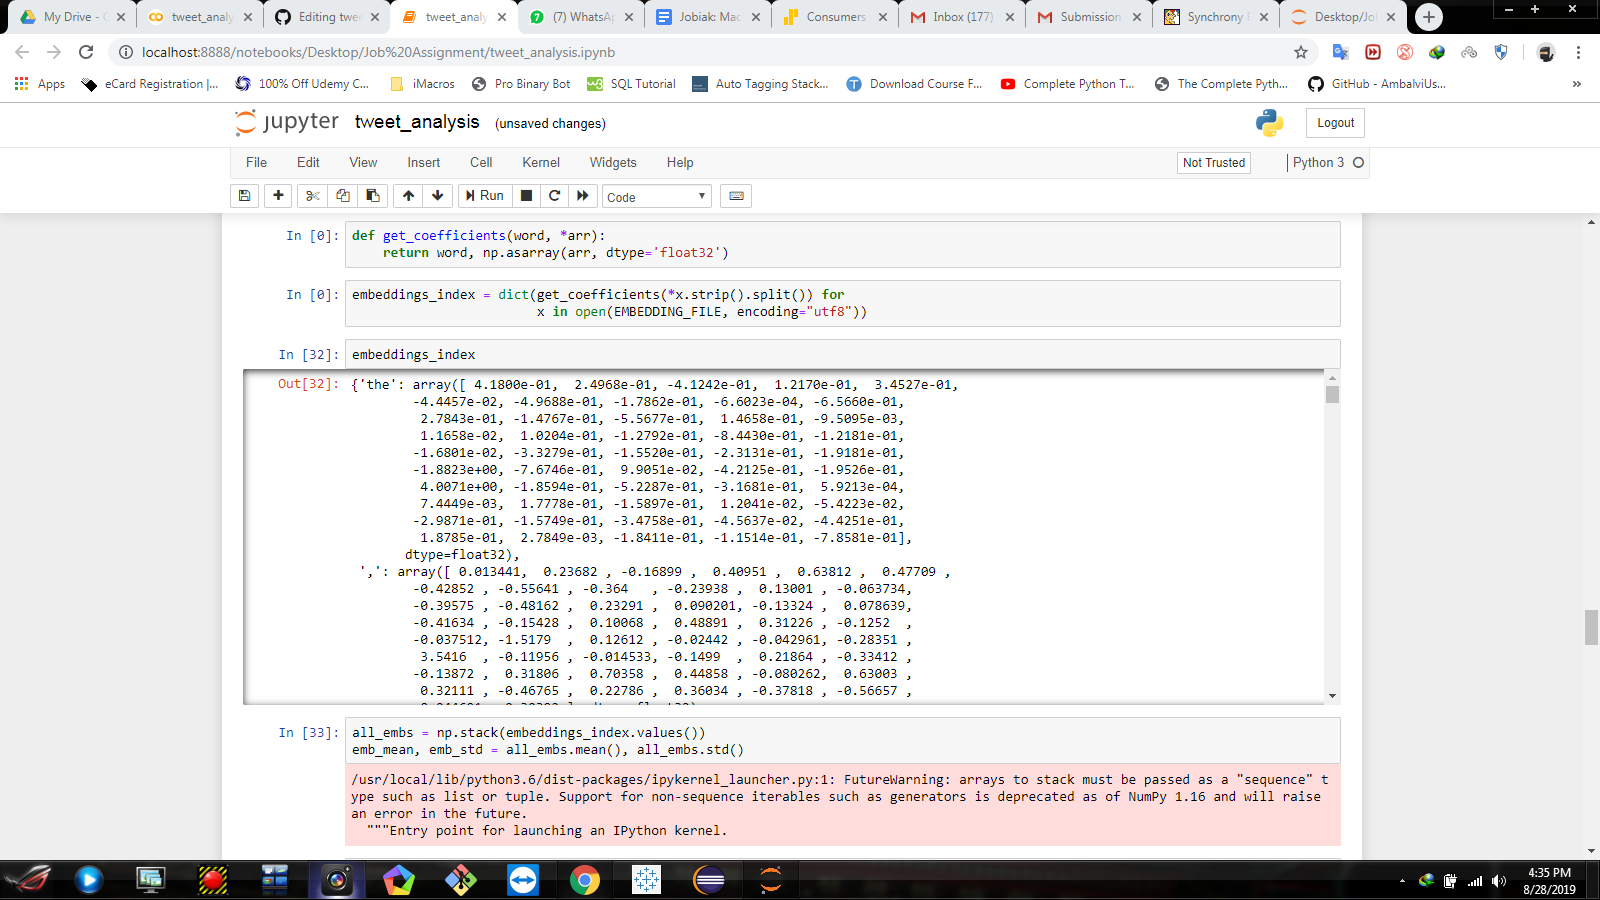 My Drive - G
tweet_analy
Editing twee
tweet_analy
(7) WhatsAp
Jobiak: Mac
Consumers
Inbox (177)
Submission
Synchrony
Desktop/Jo
localhost:8888/notebooks/Desktop/Job%20Assignment/tweet_analysis.ipynb
Apps
eCard Registration |...
100% Off Udemy C...
iMacros
Pro Binary Bot
SQL Tutorial
Auto Tagging Stack...
Download Course F...
Complete Python T...
The Complete Pyth...
GitHub - AmbalviUs...
»
jupyter tweet_analysis (unsaved changes)
Logout
File Edit View Insert Cell Kernel Widgets Help
Not Trusted
Python 3
Run
Code
In [0]: def get_coefficients(word, *arr):
return word, np.asarray(arr, dtype='float32')
In [0]: embeddings_index = dict(get_coefficients(*x.strip().split()) for
x in open(EMBEDDING_FILE, encoding="utf8"))
In [32]: embeddings_index
Out[32]: {'the': array([ 4.1800e-01, 2.4968e-01, -4.1242e-01, 1.2170e-01, 3.4527e-01,
-4.4457e-02, -4.9688e-01, -1.7862e-01, -6.6023e-04, -6.5660e-01,
2.7843e-01, -1.4767e-01, -5.5677e-01, 1.4658e-01, -9.5095e-03,
1.1658e-02, 1.0204e-01, -1.2792e-01, -8.4430e-01, -1.2181e-01,
-1.6801e-02, -3.3279e-01, -1.5520e-01, -2.3131e-01, -1.9181e-01,
-1.8823e+00, -7.6746e-01, 9.9051e-02, -4.2125e-01, -1.9526e-01,
4.0071e+00, -1.8594e-01, -5.2287e-01, -3.1681e-01, 5.9213e-04,
7.4449e-03, 1.7778e-01, -1.5897e-01, 1.2041e-02, -5.4223e-02,
-2.9871e-01, -1.5749e-01, -3.4758e-01, -4.5637e-02, -4.4251e-01,
1.8785e-01, 2.7849e-03, -1.8411e-01, -1.1514e-01, -7.8581e-01],
dtype=float32),
',': array([ 0.013441, 0.23682 , -0.16899 , 0.40951 , 0.63812 , 0.47709 ,
-0.42852 , -0.55641 , -0.364 , -0.23938 , 0.13001 , -0.063734,
-0.39575 , -0.48162 , 0.23291 , 0.090201, -0.13324 , 0.078639,
-0.41634 , -0.15428 , 0.10068 , 0.48891 , 0.31226 , -0.1252 ,
-0.037512, -1.5179 , 0.12612 , -0.02442 , -0.042961, -0.28351 ,
3.5416 , -0.11956 , -0.014533, -0.1499 , 0.21864 , -0.33412 ,
-0.13872 , 0.31806 , 0.70358 , 0.44858 , -0.080262, 0.63003 ,
0.32111 , -0.46765 , 0.22786 , 0.36034 , -0.37818 , -0.56657 ,
In [33]: all_embs = np.stack(embeddings_index.values())
emb_mean, emb_std = all_embs.mean(), all_embs.std()
/usr/local/lib/python3.6/dist-packages/ipykernel_launcher.py:1: FutureWarning: arrays to stack must be passed as a "sequence" t
ype such as list or tuple. Support for non-sequence iterables such as generators is deprecated as of NumPy 1.16 and will raise
an error in the future.
"""Entry point for launching an IPython kernel.
4:35 PM
8/28/2019